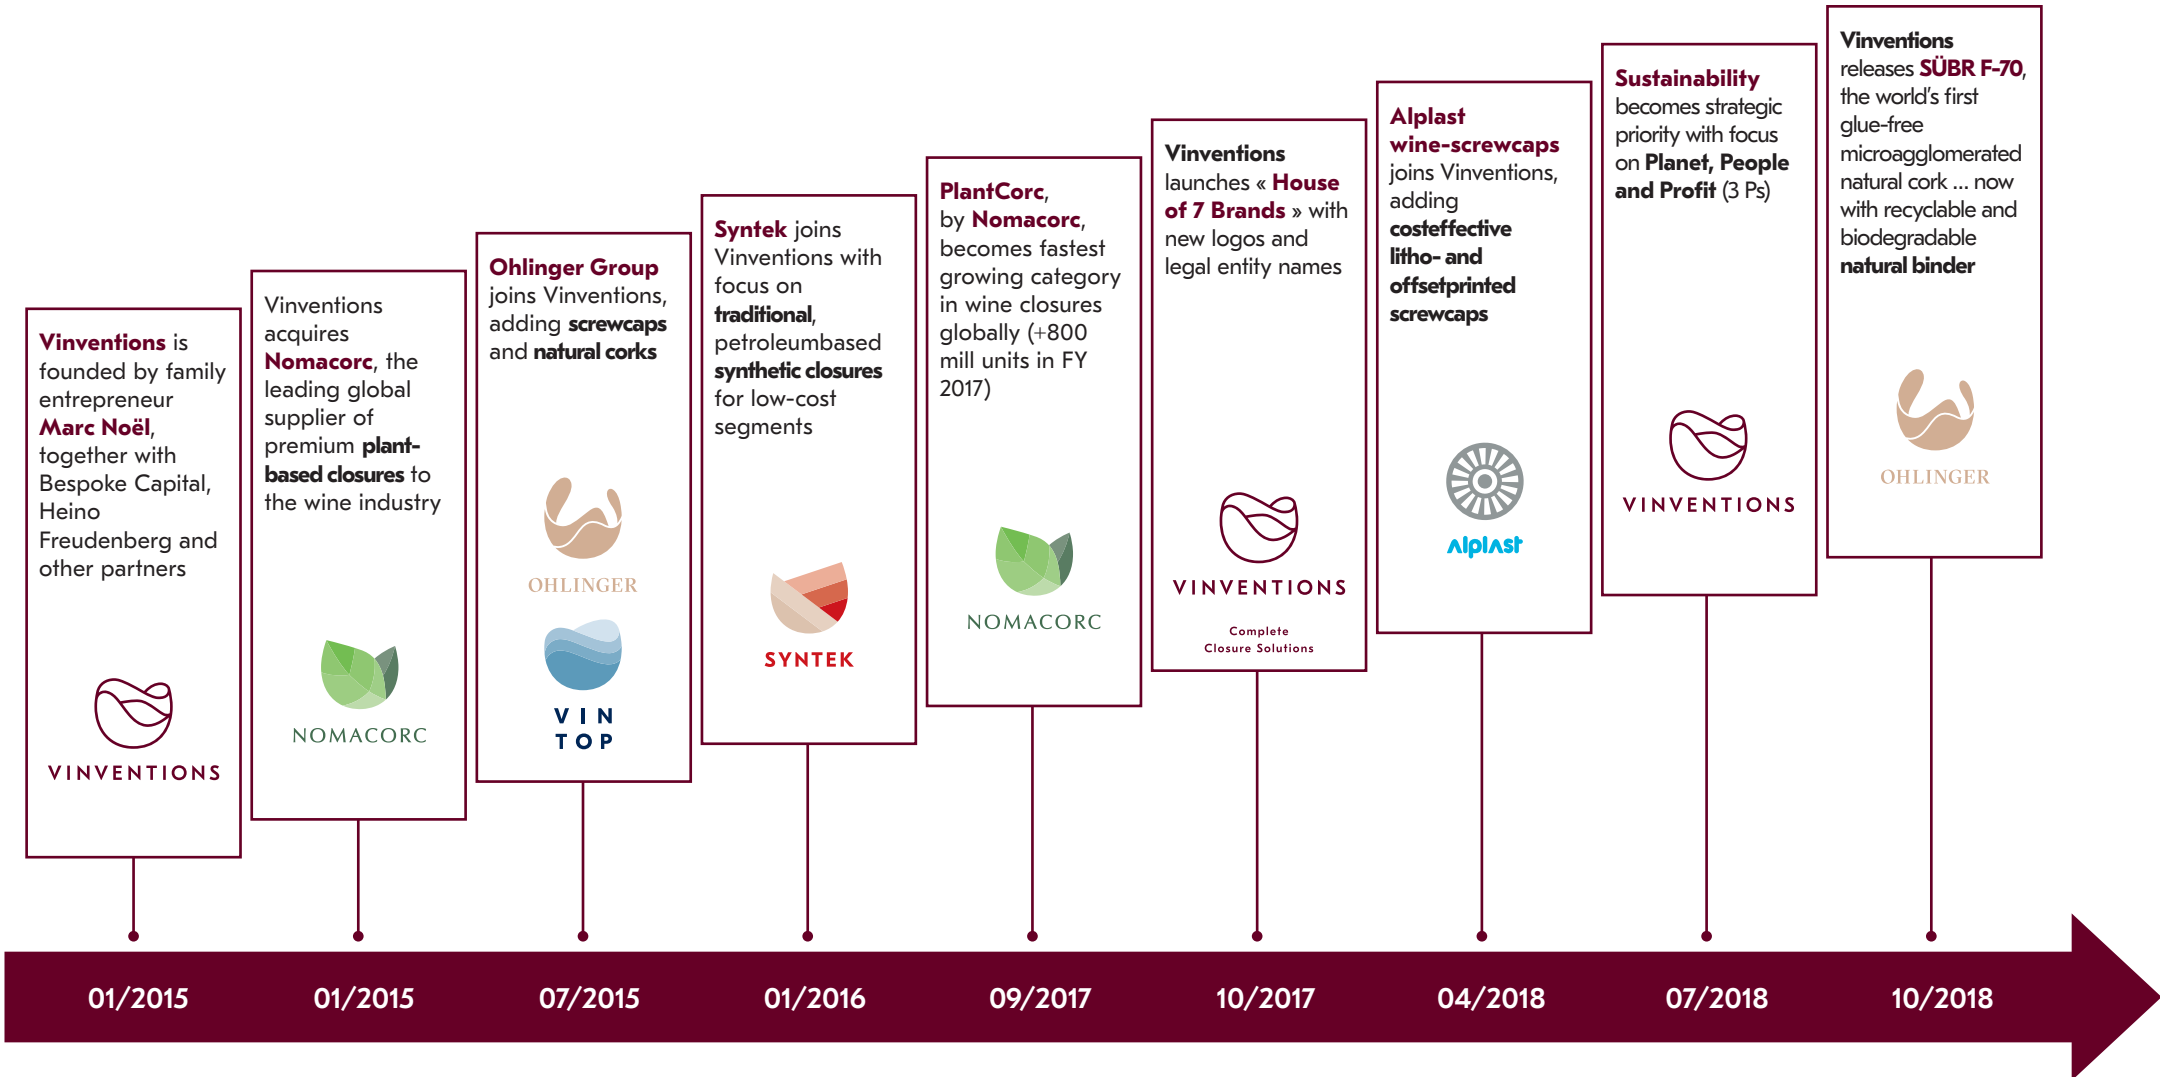 Vinventions is
founded by family
entrepreneur
Marc Noël,
together with
Bespoke Capital,
Heino
Freudenberg and
other partners
VINVENTIONS
Vinventions
acquires
Nomacorc, the
leading global
supplier of
premium plant-
based closures to
the wine industry
NOMACORC
Ohlinger Group
joins Vinventions,
adding screwcaps
and natural corks
OHLINGER
VIN
TOP
Syntek joins
Vinventions with
focus on
traditional,
petroleumbased
synthetic closures
for low-cost
segments
SYNTEK
PlantCorc,
by Nomacorc,
becomes fastest
growing category
in wine closures
globally (+800
mill units in FY
2017)
NOMACORC
Vinventions
launches « House
of 7 Brands » with
new logos and
legal entity names
VINVENTIONS
Complete
Closure Solutions
Alplast
wine-screwcaps
joins Vinventions,
adding
costeffective
litho- and
offsetprinted
screwcaps
Alplast
Sustainability
becomes strategic
priority with focus
on Planet, People
and Profit (3 Ps)
VINVENTIONS
Vinventions
releases SÜBR F-70,
the world's first
glue-free
microagglomerated
natural cork ... now
with recyclable and
biodegradable
natural binder
OHLINGER
01/2015
01/2015
07/2015
01/2016
09/2017
10/2017
04/2018
07/2018
10/2018